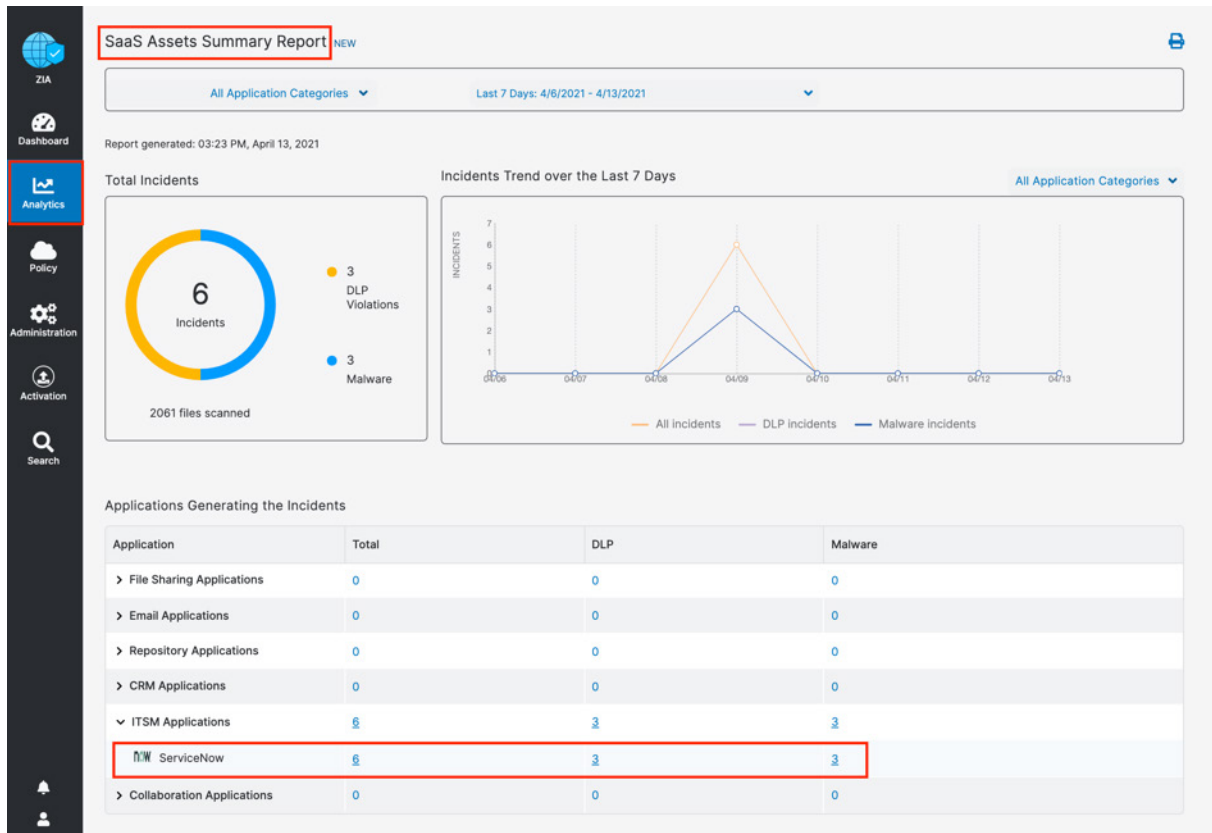 ZIA
Dashboard
Analytics
Policy
Administration
Activation
Search
SaaS Assets Summary Report NEW
All Application Categories
Last 7 Days: 4/6/2021 - 4/13/2021
Report generated: 03:23 PM, April 13, 2021
Total Incidents
6
Incidents
3
DLP
Violations
3
Malware
2061 files scanned
Incidents Trend over the Last 7 Days
All Application Categories
INCIDENTS
7
6
5
4
3
2
1
0
04/06 04/07 04/08 04/09 04/10 04/11 04/12 04/13
All incidents DLP incidents Malware incidents
Applications Generating the Incidents
Application Total DLP Malware
File Sharing Applications 0 0 0
Email Applications 0 0 0
Repository Applications 0 0 0
CRM Applications 0 0 0
ITSM Applications 6 3 3
now ServiceNow 6 3 3
Collaboration Applications 0 0 0